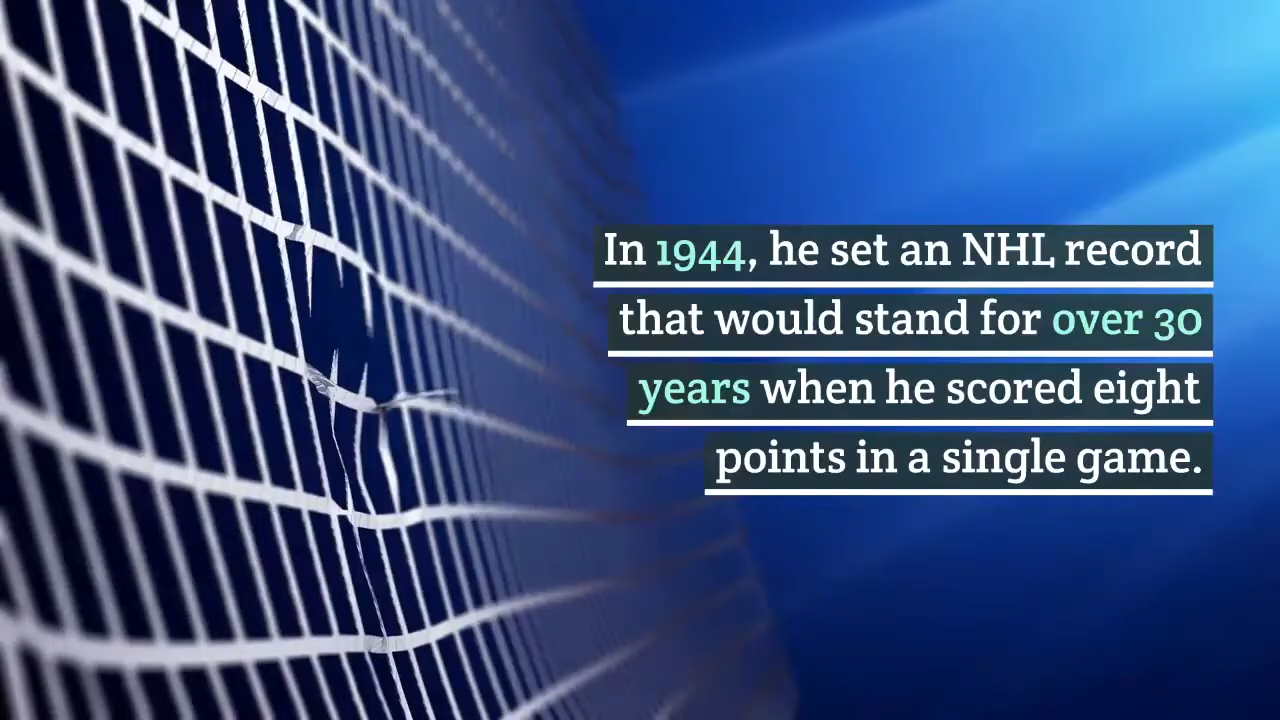 In 1944, he set an NHL record
that would stand for over 30
years when he scored eight
points in a single game.